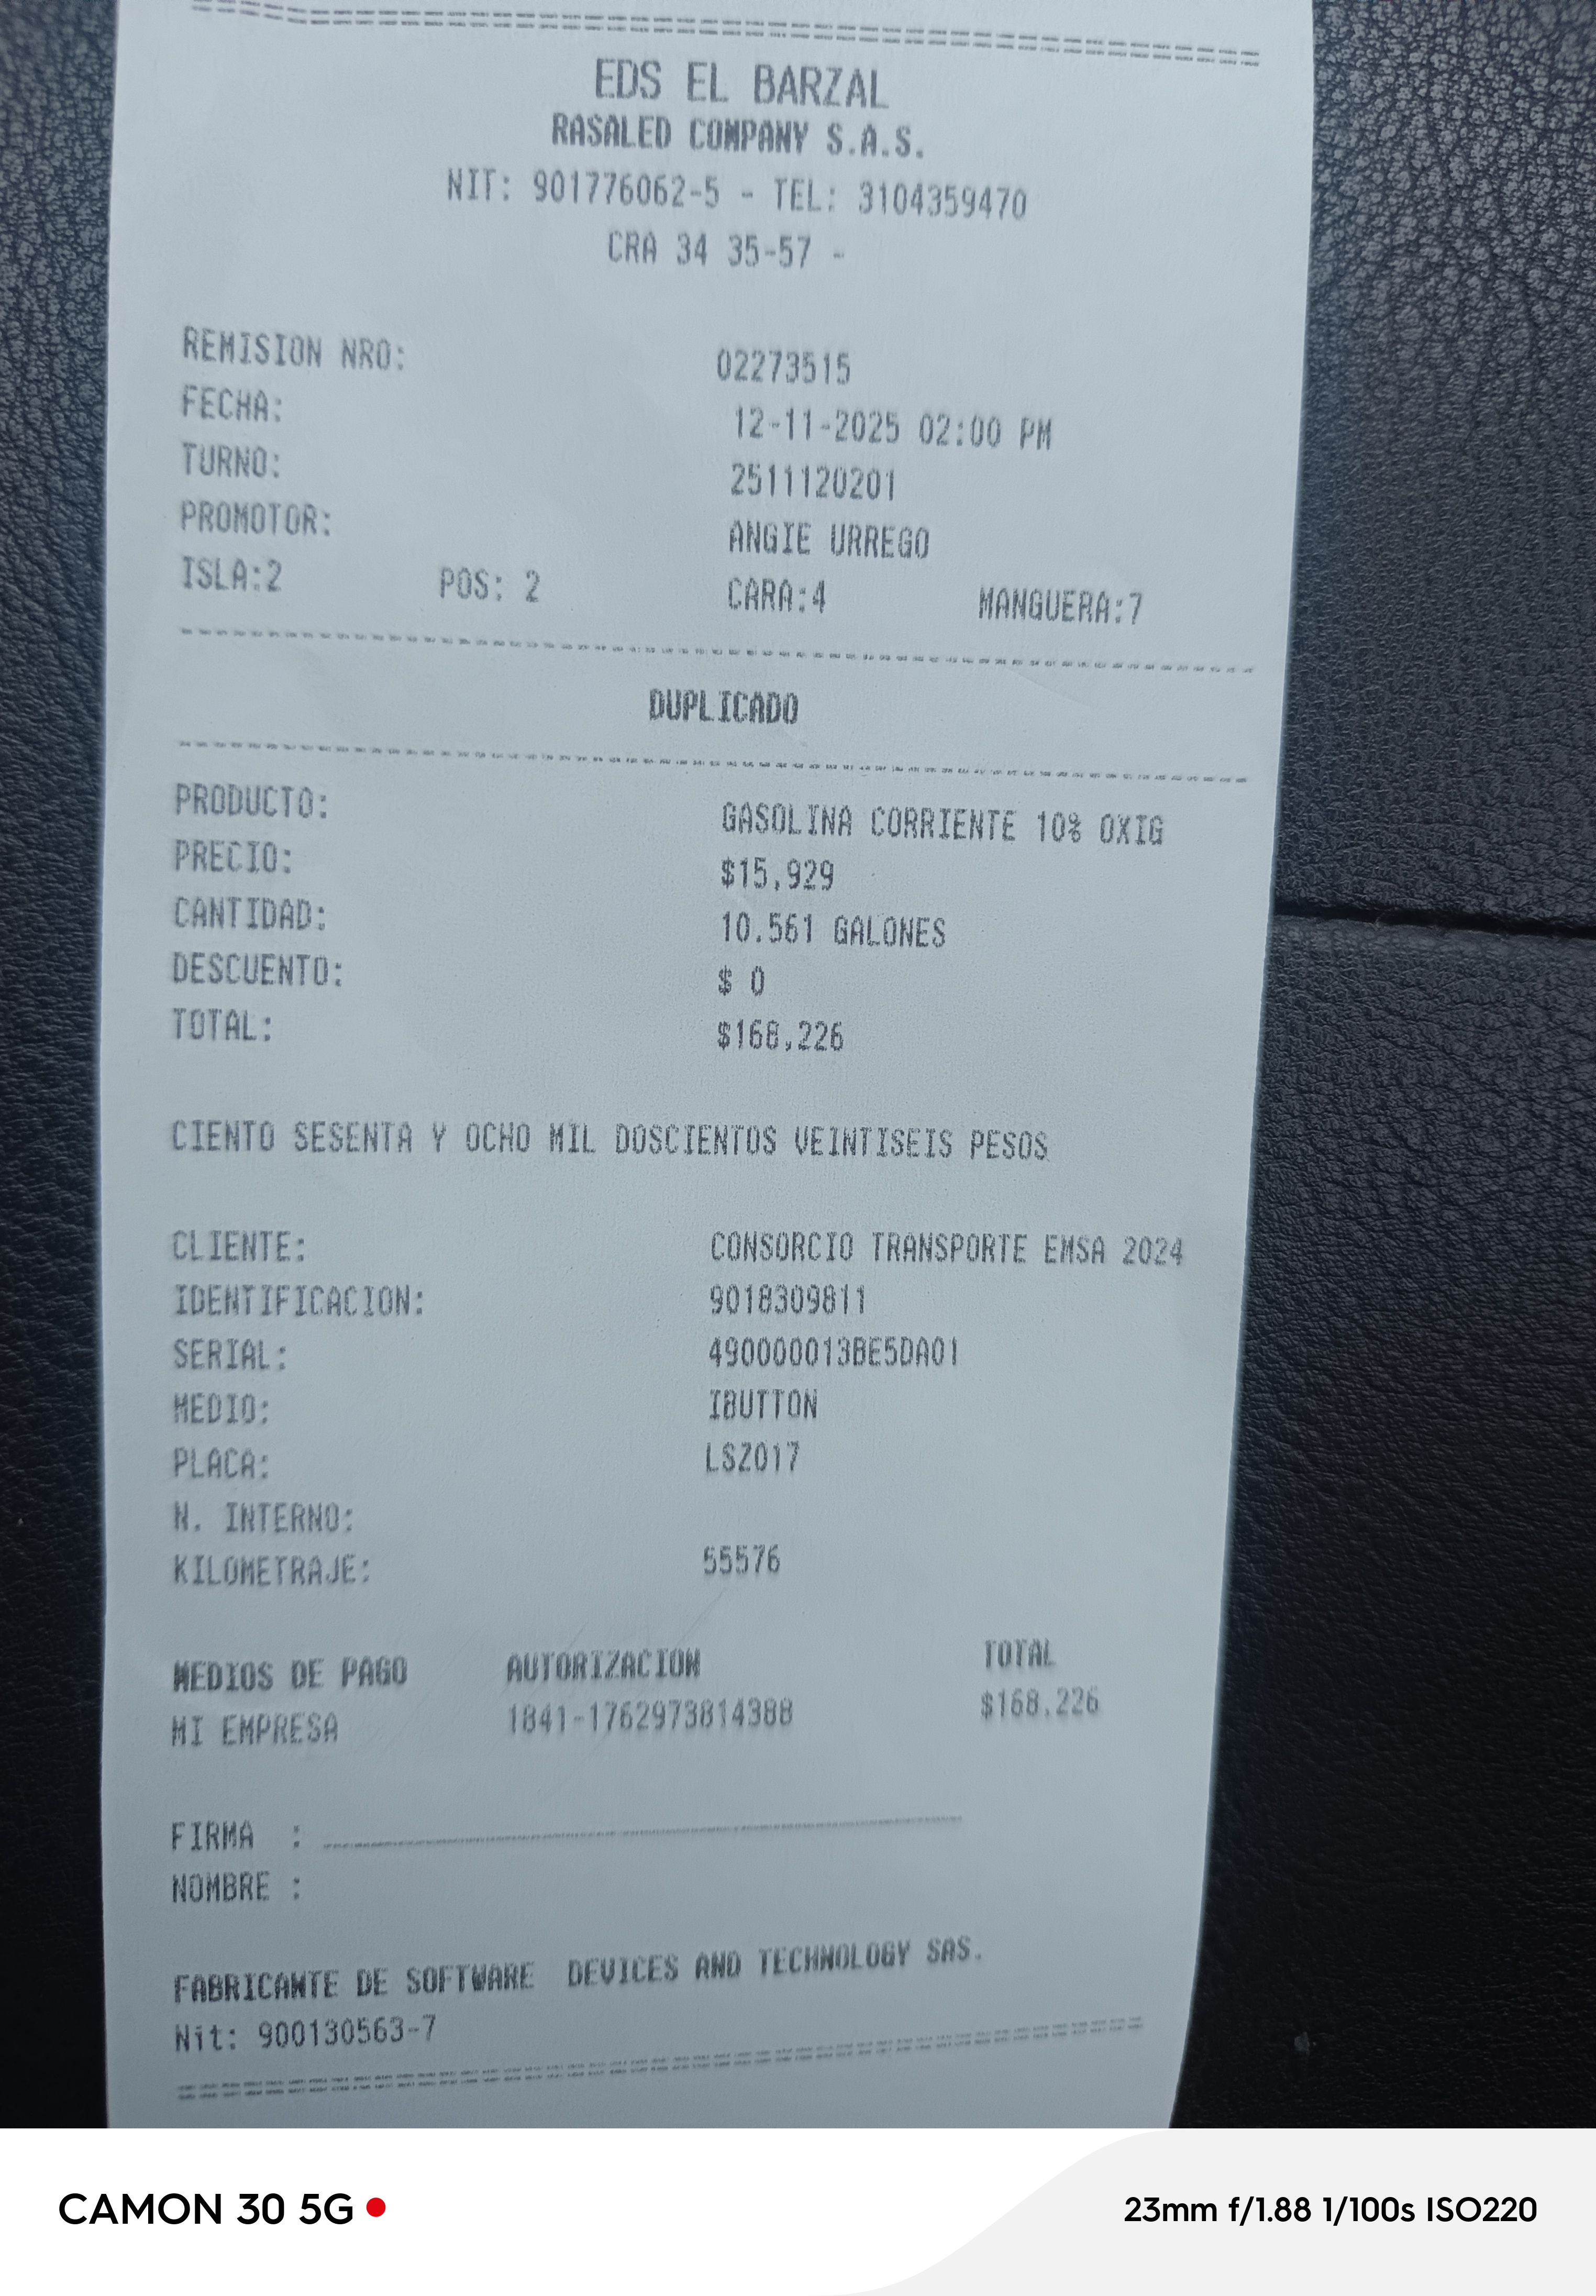 EDS EL BARZAL
RASALED COMPANY S.A.S.
NIT: 901776062-5 - TEL: 3104359470
CRA 34 35-57 -
REMISION NRO: 02273515
FECHA: 12-11-2025 02:00 PM
TURNO: 2511120201
PROMOTOR: ANGIE URREGO
ISLA:2 POS: 2 CARA:4 MANGUERA:7
DUPLICADO
PRODUCTO: GASOLINA CORRIENTE 10% OXIG
PRECIO: $15,929
CANTIDAD: 10.561 GALONES
DESCUENTO: $ 0
TOTAL: $168,226
CIENTO SESENTA Y OCHO MIL DOSCIENTOS VEINTISEIS PESOS
CLIENTE: CONSORCIO TRANSPORTE EMSA 2024
IDENTIFICACION: 9018309811
SERIAL: 490000013BE5DA01
MEDIO: IBUTTON
PLACA: LSZ017
N. INTERNO:
KILOMETRAJE: 55576
MEDIOS DE PAGO AUTORIZACION TOTAL
MI EMPRESA 1841-1762973814388 $168,226
FIRMA :
NOMBRE :
FABRICANTE DE SOFTWARE DEVICES AND TECHNOLOGY SAS.
Nit: 900130563-7
CAMON 30 5G
23mm f/1.88 1/100s ISO220